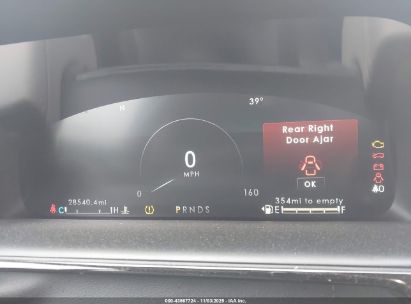 N
39°
Rear Right
Door Ajar
OK
0
MPH
0
160
28540.4mi
C H
PRNDS
354mi to empty
E F